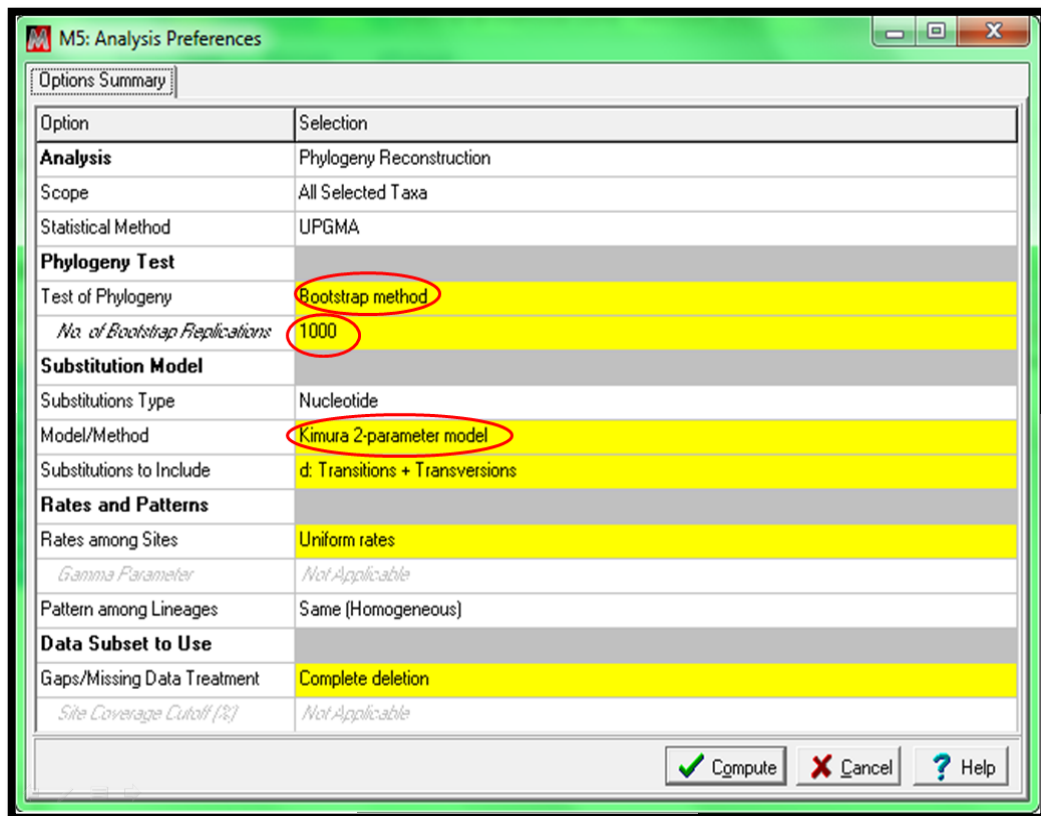 M5: Analysis Preferences
Options Summary
Option Selection
Analysis Phylogeny Reconstruction
Scope All Selected Taxa
Statistical Method UPGMA
Phylogeny Test
Test of Phylogeny Bootstrap method
No. of Bootstrap Replications 1000
Substitution Model
Substitutions Type Nucleotide
Model/Method Kimura 2-parameter model
Substitutions to Include d: Transitions + Transversions
Rates and Patterns
Rates among Sites Uniform rates
Gamma Parameter Not Applicable
Pattern among Lineages Same (Homogeneous)
Data Subset to Use
Gaps/Missing Data Treatment Complete deletion
Site Coverage Cutoff (%) Not Applicable
Compute Cancel Help